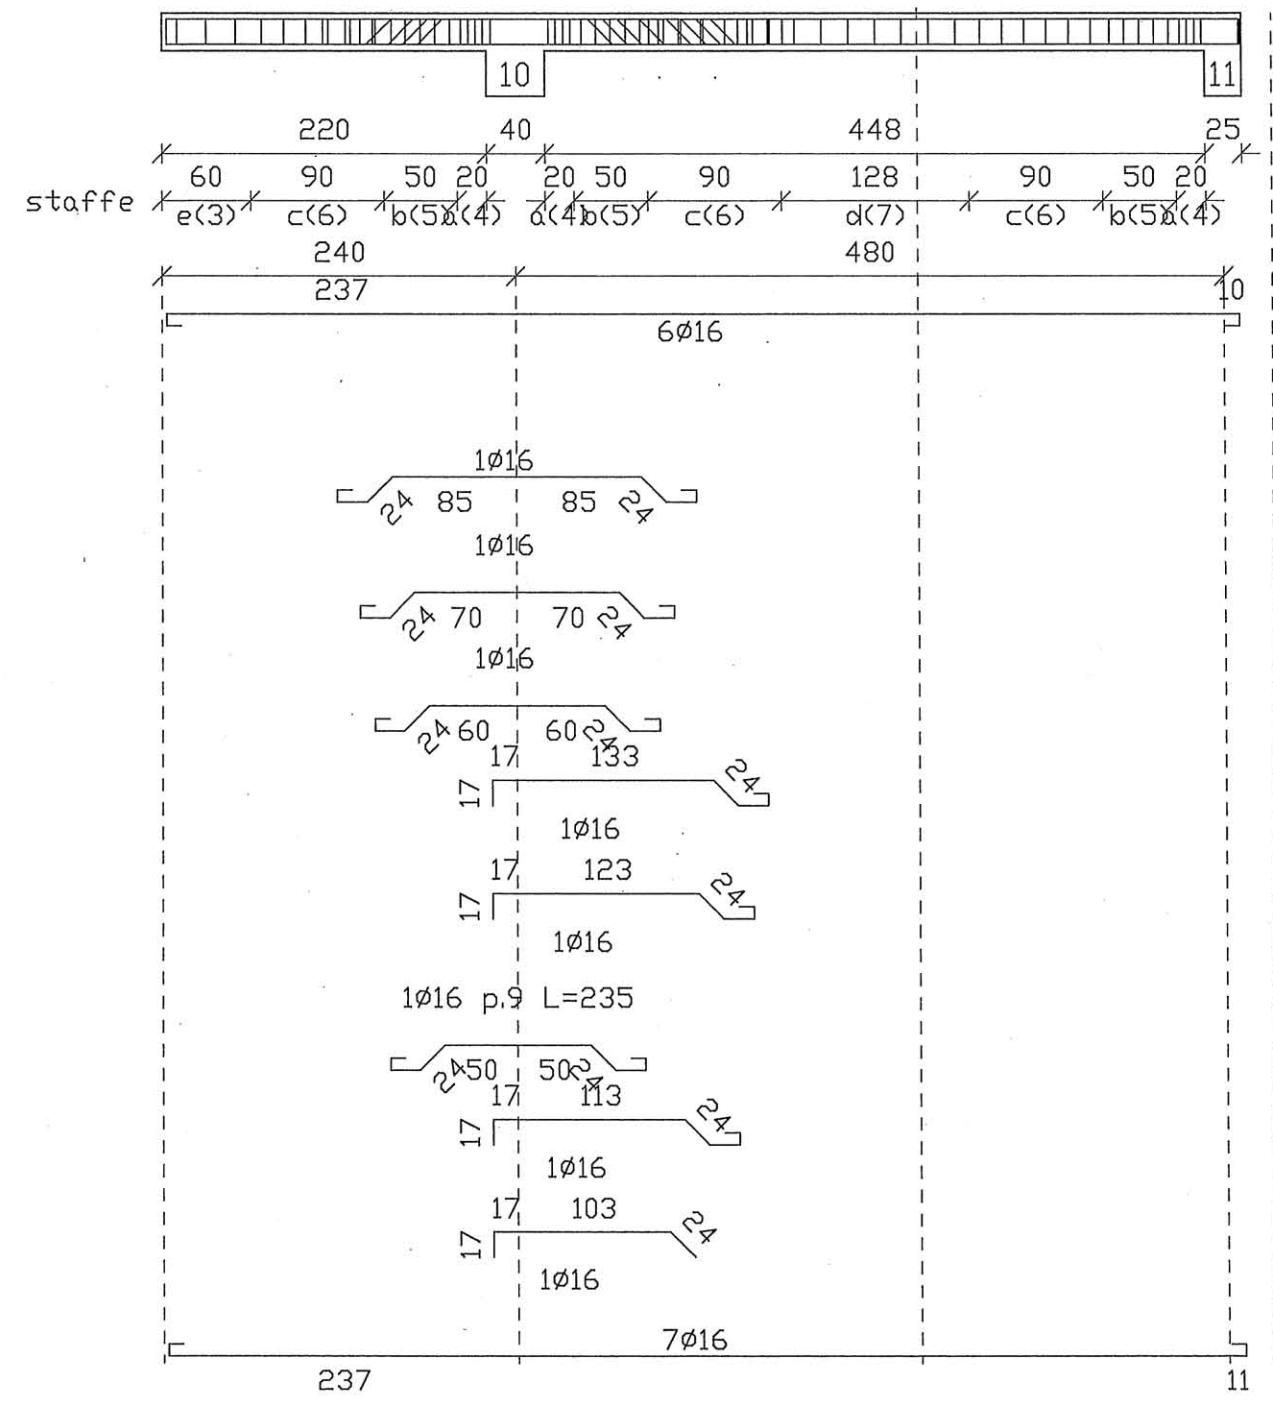 10 11
220 40 448 25
60 90 50 20 20 50 90 128 90 50 20
staffe e(3) c(6) b(5) a(4) a(4) b(5) c(6) d(7) c(6) b(5) a(4)
240 480
237 10
6ø16
1ø16
24 85 85 24
1ø16
24 70 70 24
1ø16
24 60 60 24
17 133 24
17
1ø16
17 123 24
17
1ø16
1ø16 p.9 L=235
24 50 50 24
17 113 24
17
1ø16
17 103 24
17
1ø16
7ø16
237 11